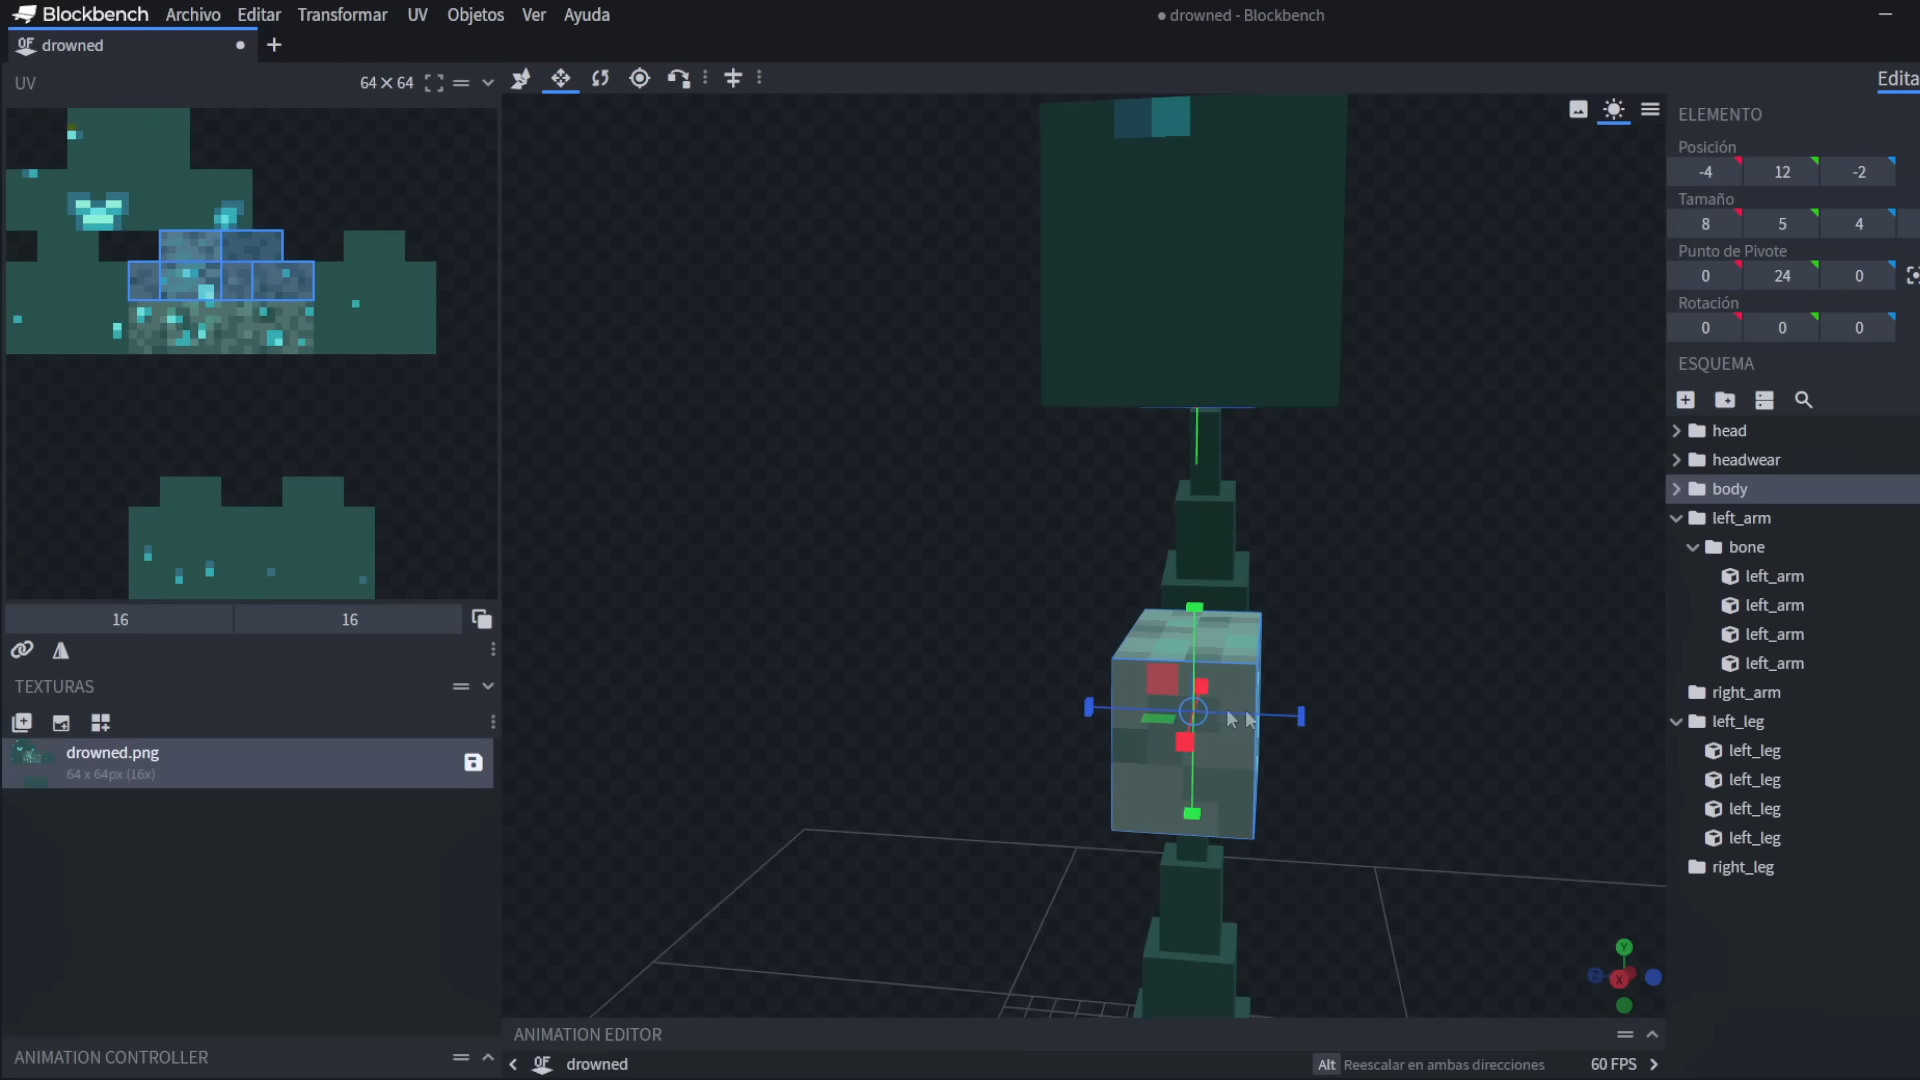 Blockbench Archivo Editar Transformar UV Objetos Ver Ayuda
● drowned - Blockbench
drowned
UV
64×64
Edita
ELEMENTO
Posición
-4 12 -2
Tamaño
8 5 4
Punto de Pivote
0 24 0
Rotación
0 0 0
ESQUEMA
head
headwear
body
left_arm
bone
left_arm
left_arm
left_arm
left_arm
right_arm
left_leg
left_leg
left_leg
left_leg
left_leg
right_leg
16 16
TEXTURAS
drowned.png
64 x 64px (16x)
Y
Z
X
ANIMATION EDITOR
ANIMATION CONTROLLER
drowned
Alt Reescalar en ambas direcciones
60 FPS